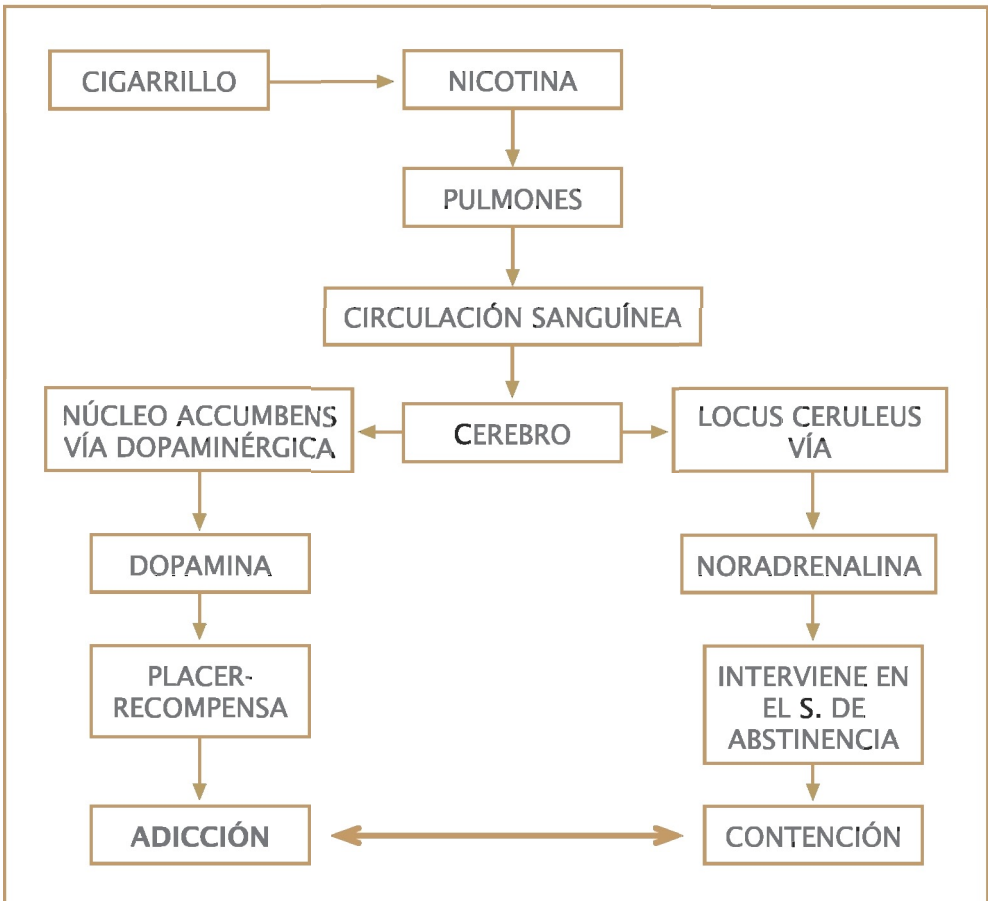 CIGARRILLO
NICOTINA
PULMONES
CIRCULACIÓN SANGUÍNEA
NÚCLEO ACCUMBENS
VÍA DOPAMINÉRGICA
CEREBRO
LOCUS CERULEUS
VÍA
DOPAMINA
NORADRENALINA
PLACER-
RECOMPENSA
INTERVIENE EN
EL S. DE
ABSTINENCIA
ADICCIÓN
CONTENCIÓN